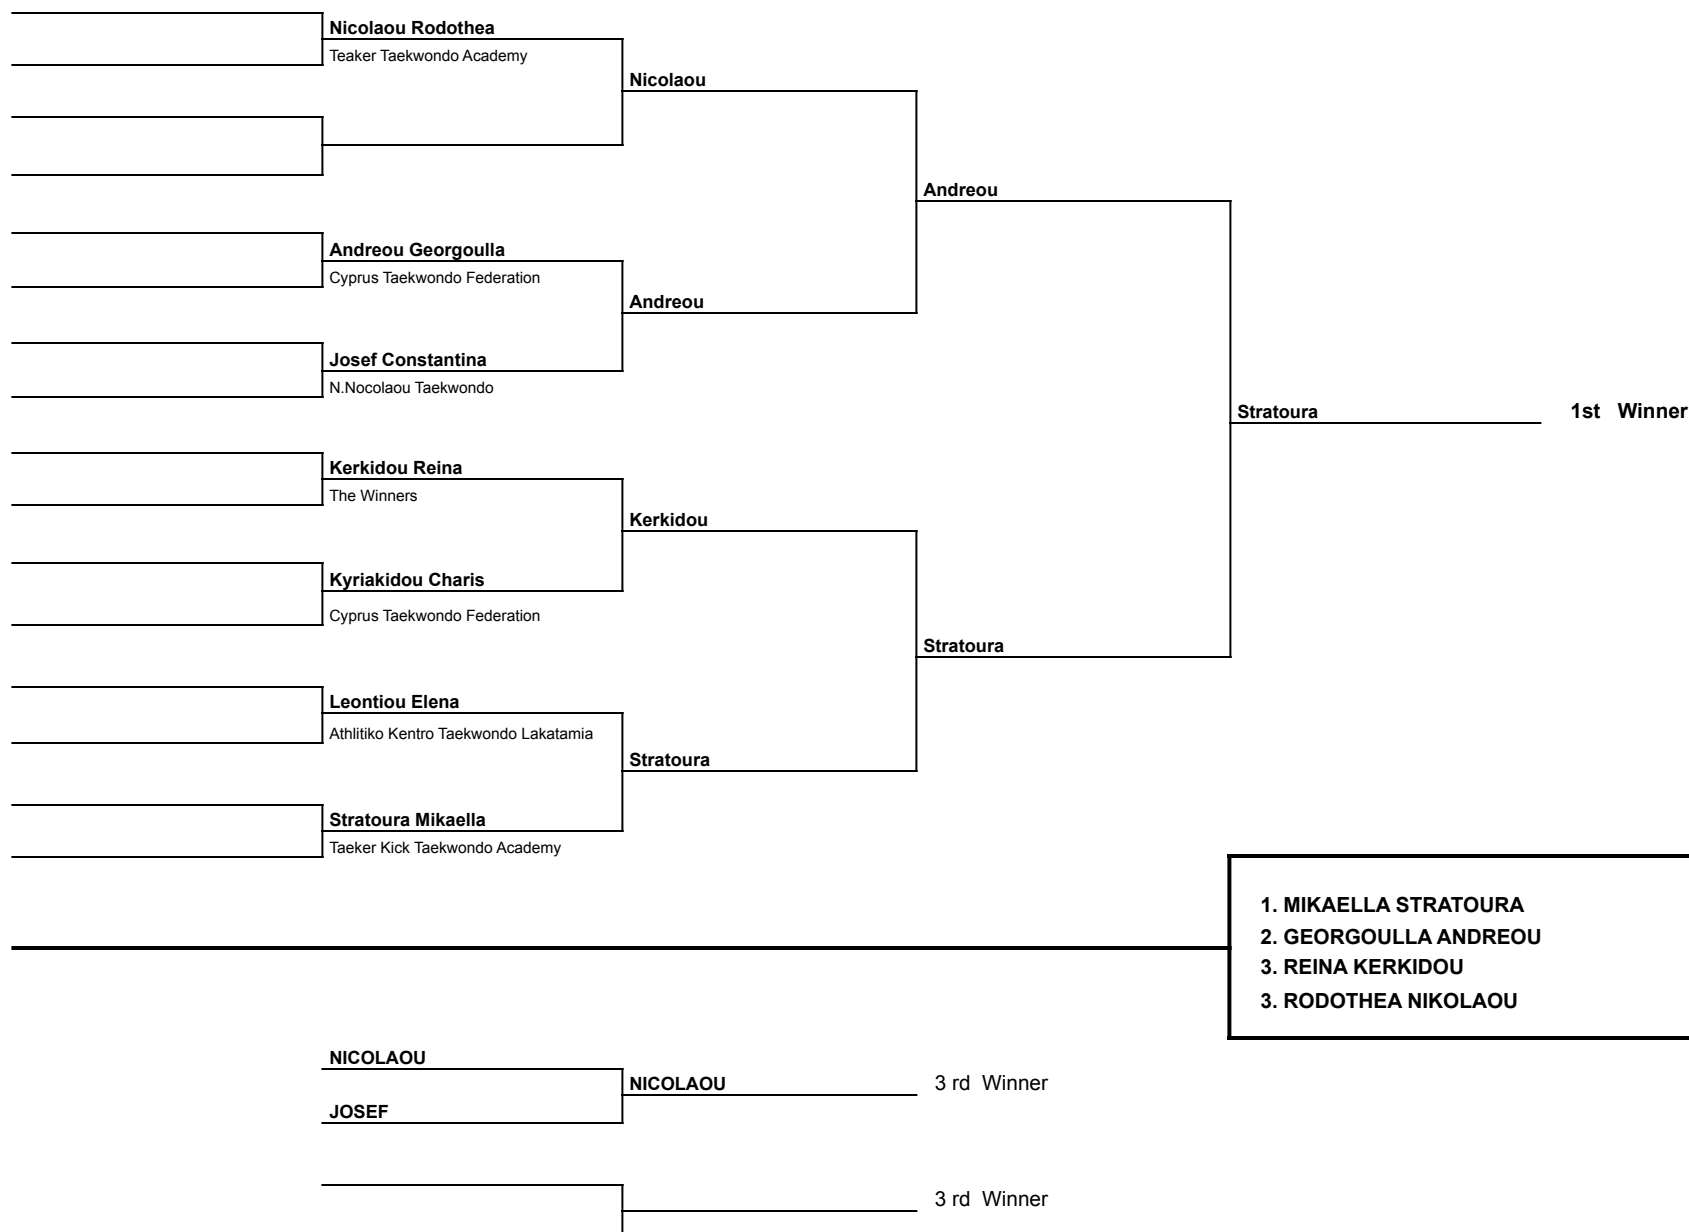 Nicolaou Rodothea
Teaker Taekwondo Academy
Nicolaou
Andreou
Andreou Georgoulla
Cyprus Taekwondo Federation
Andreou
Josef Constantina
N.Nocolaou Taekwondo
Stratoura
1st Winner
Kerkidou Reina
The Winners
Kerkidou
Kyriakidou Charis
Cyprus Taekwondo Federation
Stratoura
Leontiou Elena
Athlitiko Kentro Taekwondo Lakatamia
Stratoura
Stratoura Mikaella
Taeker Kick Taekwondo Academy
1. MIKAELLA STRATOURA
2. GEORGOULLA ANDREOU
3. REINA KERKIDOU
3. RODOTHEA NIKOLAOU
NICOLAOU
NICOLAOU
3 rd Winner
JOSEF
3 rd Winner